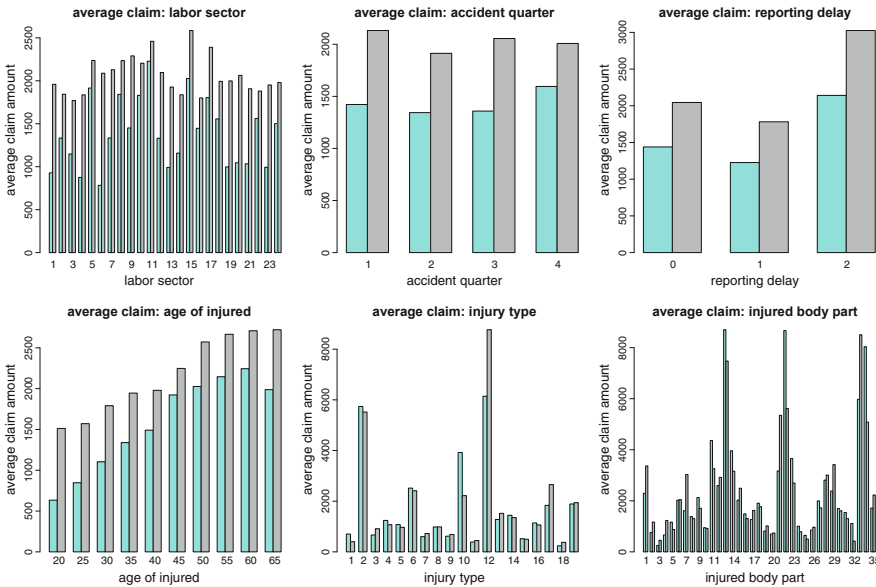 average claim: labor sector
average claim amount
0
500
1000
1500
2000
2500
1 3 5 7 9 11 13 15 17 19 21 23
labor sector
average claim: accident quarter
average claim amount
0
500
1000
1500
2000
1 2 3 4
accident quarter
average claim: reporting delay
average claim amount
0
500
1000
1500
2000
2500
3000
0 1 2
reporting delay
average claim: age of injured
average claim amount
0
500
1000
1500
2000
2500
20 25 30 35 40 45 50 55 60 65
age of injured
average claim: injury type
average claim amount
0
2000
4000
6000
8000
1 2 3 4 5 6 7 8 9 10 12 14 16 18
injury type
average claim: injured body part
average claim amount
0
2000
4000
6000
8000
1 3 5 7 9 11 14 17 20 23 26 29 32 35
injured body part